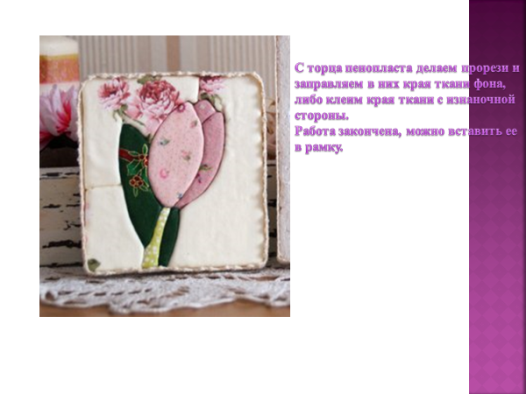 С торца пенопласта делаем прорези и
заправляем в них края ткани фона,
либо клеим края ткани с изнаночной
стороны.
Работа закончена, можно вставить ее
в рамку.